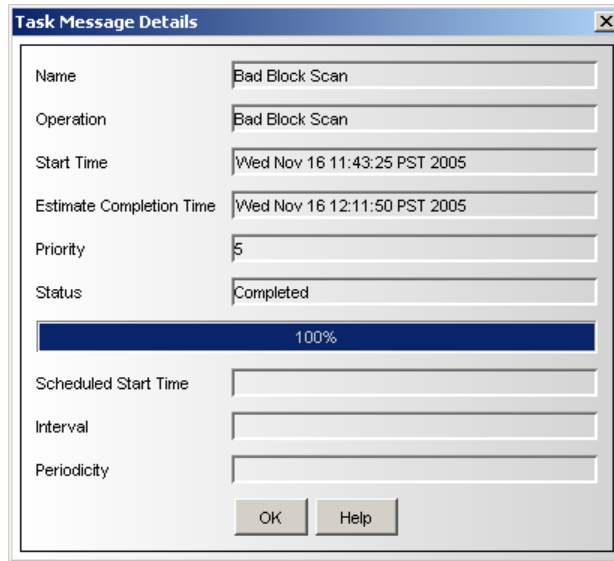 Task Message Details
Name Bad Block Scan
Operation Bad Block Scan
Start Time Wed Nov 16 11:43:25 PST 2005
Estimate Completion Time Wed Nov 16 12:11:50 PST 2005
Priority 5
Status Completed
100%
Scheduled Start Time
Interval
Periodicity
OK Help